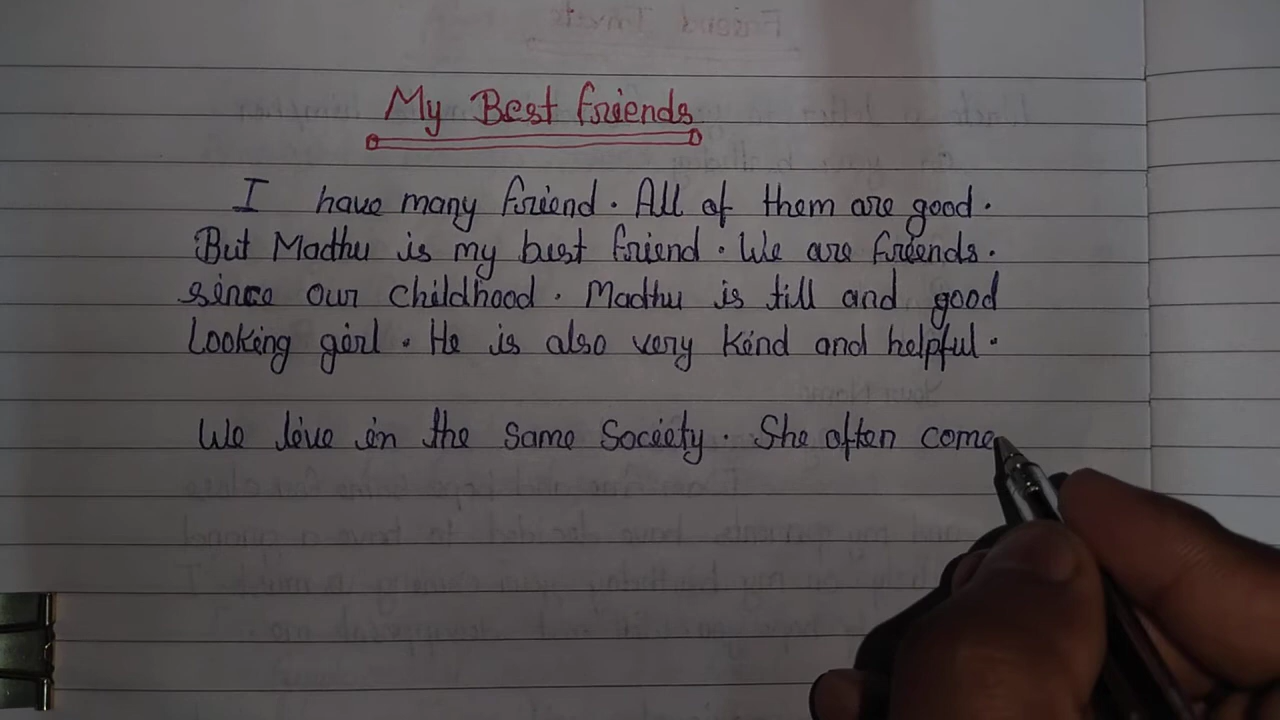 My Best friends
I have many friend. All of them are good.
But Madhu is my best friend. We are friends.
since our childhood. Madhu is till and good
looking girl. He is also very kind and helpful.
We live in the same society. She often come